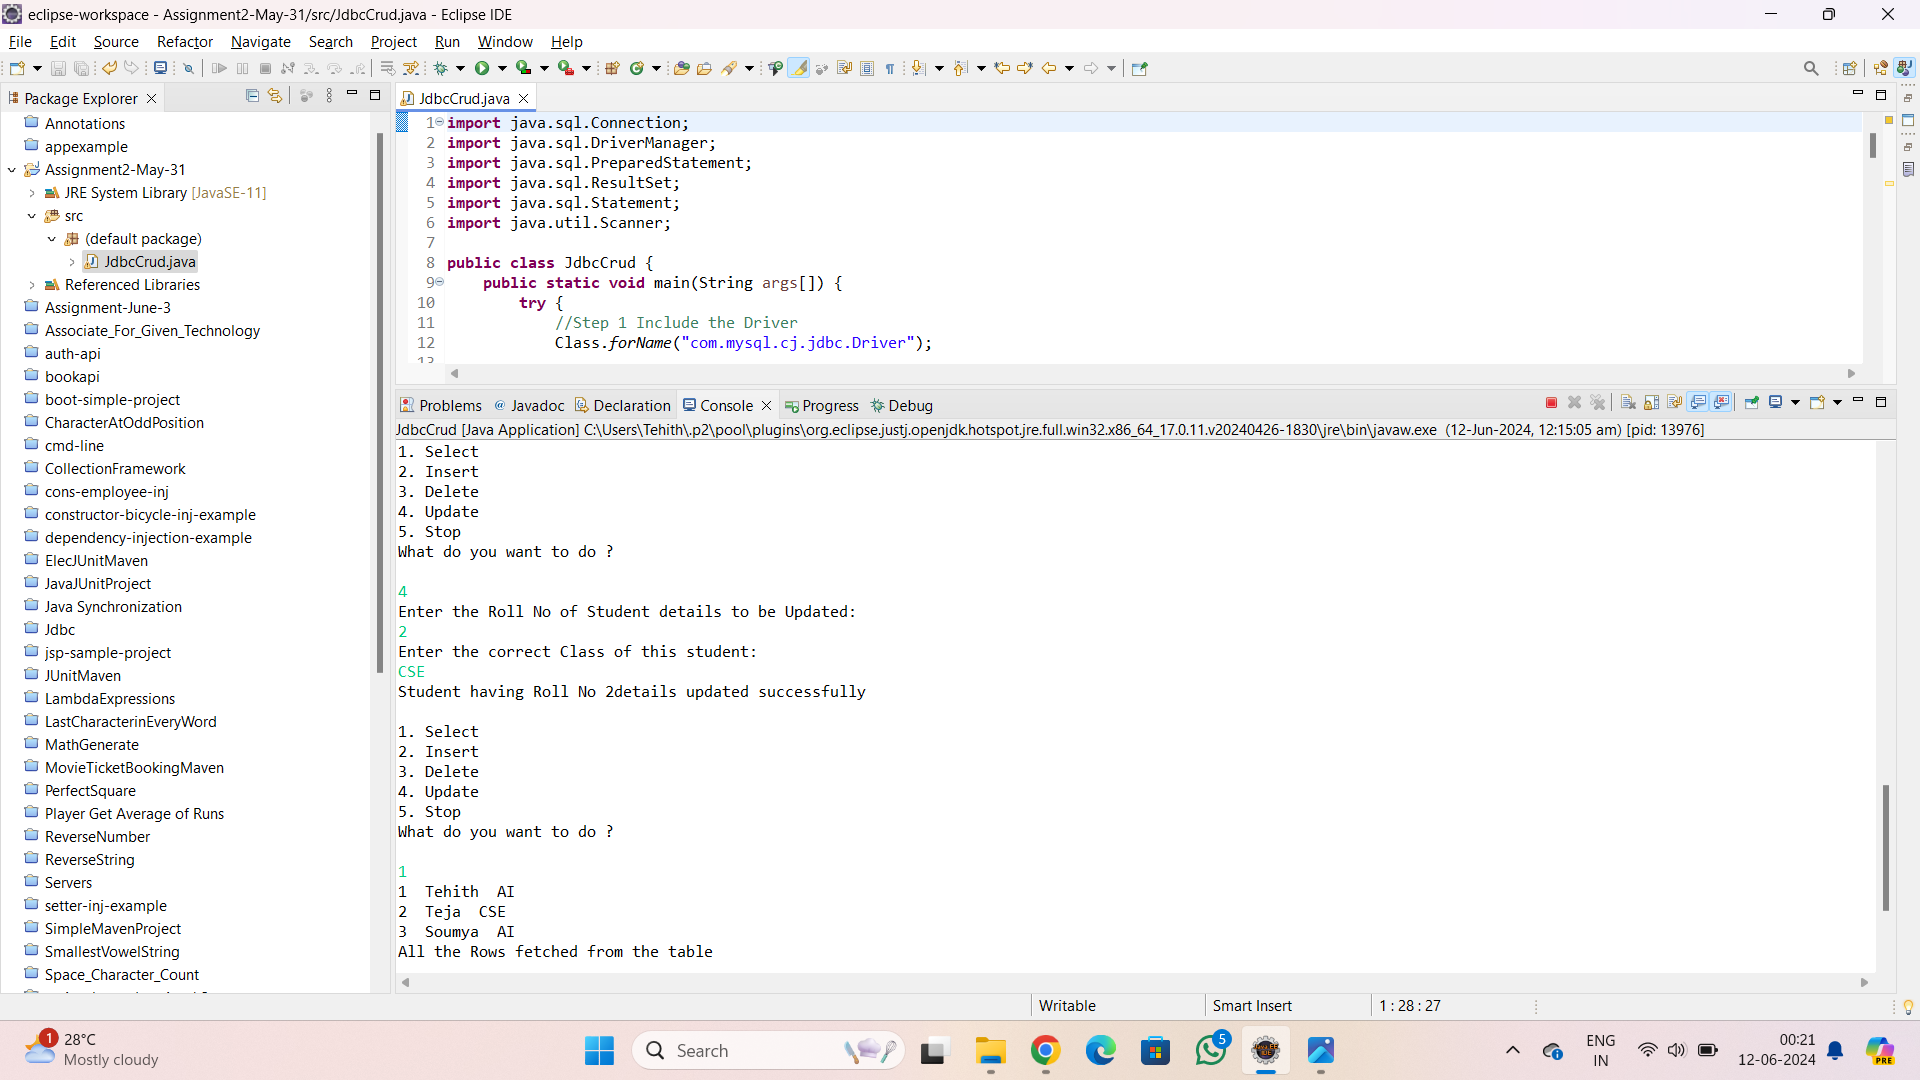 eclipse-workspace - Assignment2-May-31/src/JdbcCrud.java - Eclipse IDE
File Edit Source Refactor Navigate Search Project Run Window Help
Package Explorer
Annotations
appexample
Assignment2-May-31
JRE System Library [JavaSE-11]
src
(default package)
JdbcCrud.java
Referenced Libraries
Assignment-June-3
Associate_For_Given_Technology
auth-api
bookapi
boot-simple-project
CharacterAtOddPosition
cmd-line
CollectionFramework
cons-employee-inj
constructor-bicycle-inj-example
dependency-injection-example
ElecJUnitMaven
JavaJUnitProject
Java Synchronization
Jdbc
jsp-sample-project
JUnitMaven
LambdaExpressions
LastCharacterinEveryWord
MathGenerate
MovieTicketBookingMaven
PerfectSquare
Player Get Average of Runs
ReverseNumber
ReverseString
Servers
setter-inj-example
SimpleMavenProject
SmallestVowelString
Space_Character_Count
JdbcCrud.java
1 import java.sql.Connection;
2 import java.sql.DriverManager;
3 import java.sql.PreparedStatement;
4 import java.sql.ResultSet;
5 import java.sql.Statement;
6 import java.util.Scanner;
7
8 public class JdbcCrud {
9 public static void main(String args[]) {
10 try {
11 //Step 1 Include the Driver
12 Class.forName("com.mysql.cj.jdbc.Driver");
13
Problems Javadoc Declaration Console Progress Debug
JdbcCrud [Java Application] C:\Users\Tehith\.p2\pool\plugins\org.eclipse.justj.openjdk.hotspot.jre.full.win32.x86_64_17.0.11.v20240426-1830\jre\bin\javaw.exe (12-Jun-2024, 12:15:05 am) [pid: 13976]
1. Select
2. Insert
3. Delete
4. Update
5. Stop
What do you want to do ?
4
Enter the Roll No of Student details to be Updated:
2
Enter the correct Class of this student:
CSE
Student having Roll No 2details updated successfully
1. Select
2. Insert
3. Delete
4. Update
5. Stop
What do you want to do ?
1
1 Tehith AI
2 Teja CSE
3 Soumya AI
All the Rows fetched from the table
Writable Smart Insert 1 : 28 : 27
1
28°C
Mostly cloudy
Search
5
ENG
IN
00:21
12-06-2024
PRE